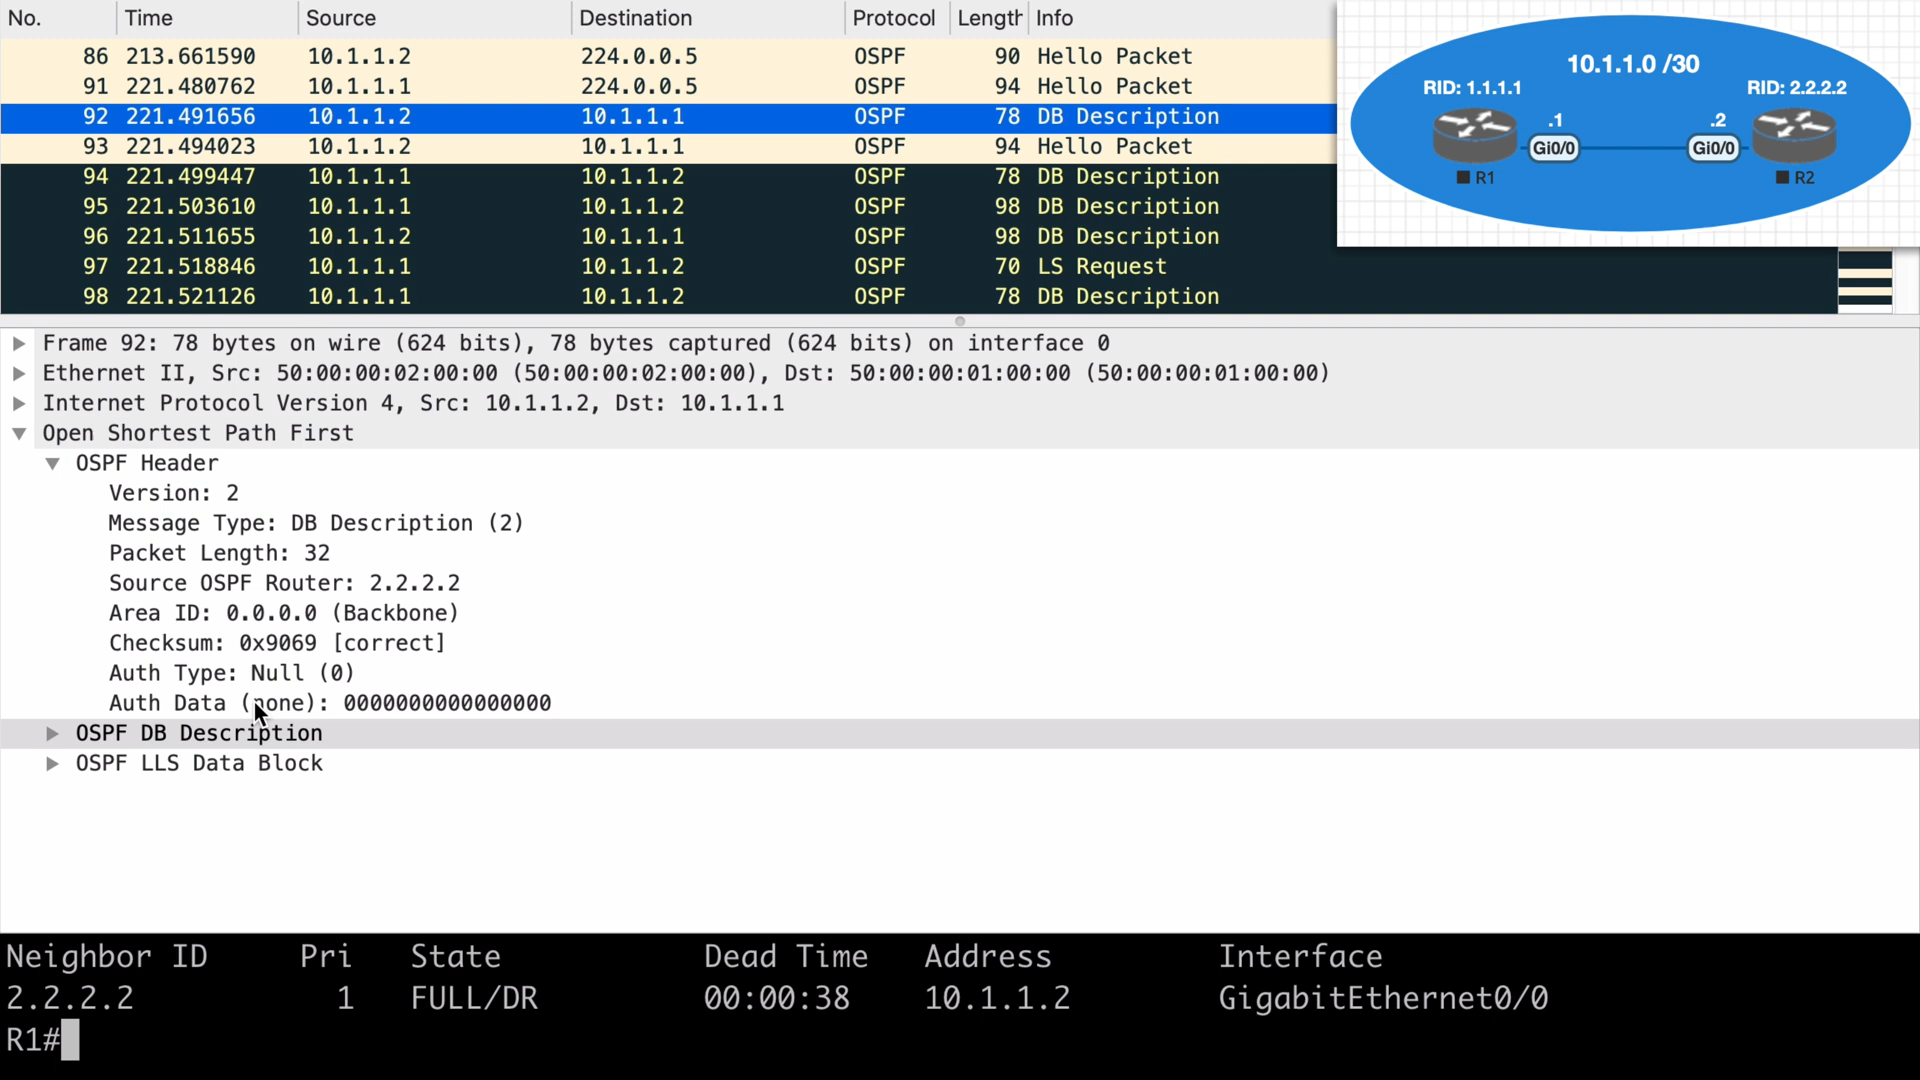 No. Time Source Destination Protocol Length Info
86 213.661590 10.1.1.2 224.0.0.5 OSPF 90 Hello Packet
91 221.480762 10.1.1.1 224.0.0.5 OSPF 94 Hello Packet
92 221.491656 10.1.1.2 10.1.1.1 OSPF 78 DB Description
93 221.494023 10.1.1.2 10.1.1.1 OSPF 94 Hello Packet
94 221.499447 10.1.1.1 10.1.1.2 OSPF 78 DB Description
95 221.503610 10.1.1.1 10.1.1.2 OSPF 98 DB Description
96 221.511655 10.1.1.2 10.1.1.1 OSPF 98 DB Description
97 221.518846 10.1.1.1 10.1.1.2 OSPF 70 LS Request
98 221.521126 10.1.1.1 10.1.1.2 OSPF 78 DB Description
10.1.1.0 /30
RID: 1.1.1.1 RID: 2.2.2.2
.1 .2
Gi0/0 Gi0/0
R1 R2
Frame 92: 78 bytes on wire (624 bits), 78 bytes captured (624 bits) on interface 0
Ethernet II, Src: 50:00:00:02:00:00 (50:00:00:02:00:00), Dst: 50:00:00:01:00:00 (50:00:00:01:00:00)
Internet Protocol Version 4, Src: 10.1.1.2, Dst: 10.1.1.1
Open Shortest Path First
OSPF Header
Version: 2
Message Type: DB Description (2)
Packet Length: 32
Source OSPF Router: 2.2.2.2
Area ID: 0.0.0.0 (Backbone)
Checksum: 0x9069 [correct]
Auth Type: Null (0)
Auth Data (none): 0000000000000000
OSPF DB Description
OSPF LLS Data Block
Neighbor ID Pri State Dead Time Address Interface
2.2.2.2 1 FULL/DR 00:00:38 10.1.1.2 GigabitEthernet0/0
R1#